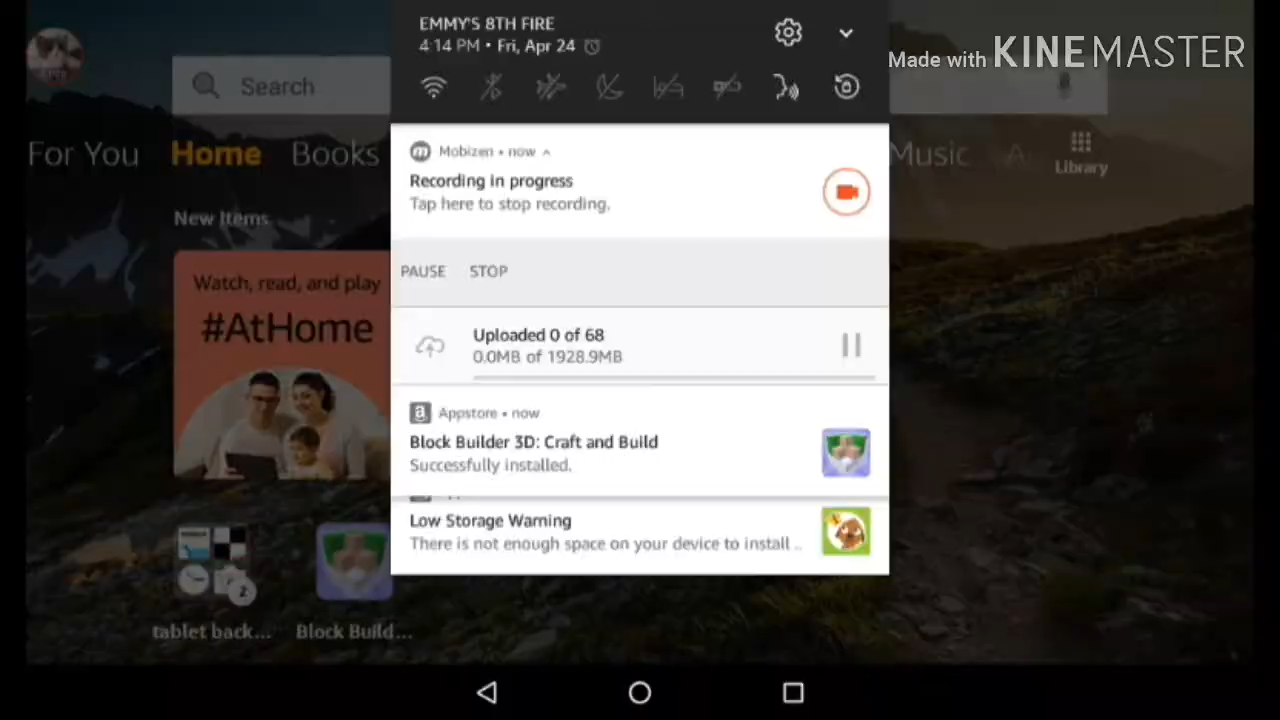 EMMY'S 8TH FIRE
4:14 PM • Fri, Apr 24
Made with KINEMASTER
Search
For You Home Books Music A
Library
Mobizen • now
Recording in progress
Tap here to stop recording.
New Items
Watch, read, and play
#AtHome
PAUSE STOP
Uploaded 0 of 68
0.0MB of 1928.9MB
Appstore • now
Block Builder 3D: Craft and Build
Successfully installed.
Low Storage Warning
There is not enough space on your device to install ..
2
tablet back... Block Build...